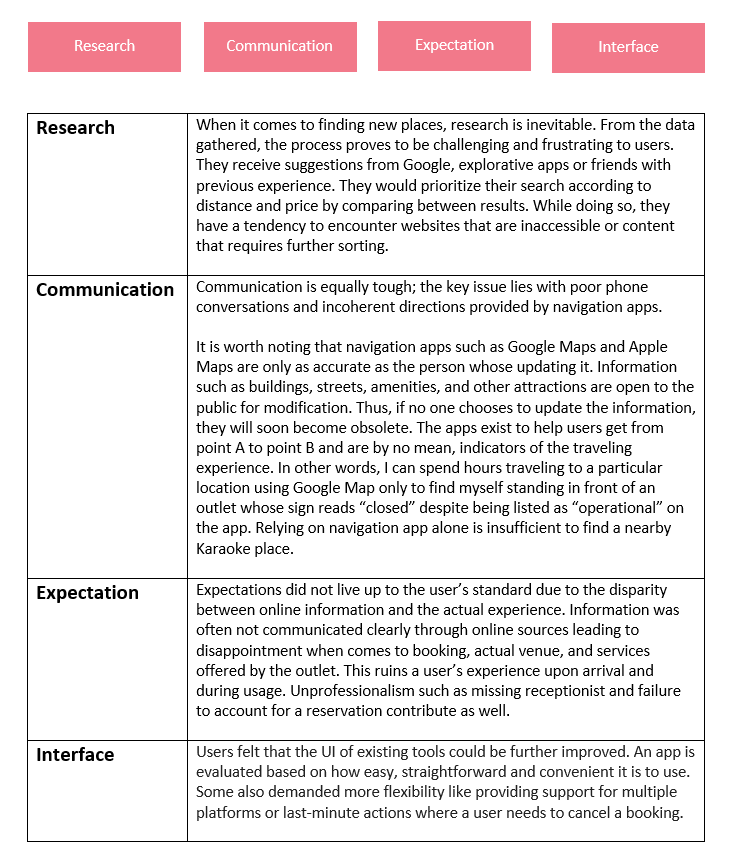 Research
Communication
Expectation
Interface
Research
When it comes to finding new places, research is inevitable. From the data
gathered, the process proves to be challenging and frustrating to users.
They receive suggestions from Google, explorative apps or friends with
previous experience. They would prioritize their search according to
distance and price by comparing between results. While doing so, they
have a tendency to encounter websites that are inaccessible or content
that requires further sorting.
Communication
Communication is equally tough; the key issue lies with poor phone
conversations and incoherent directions provided by navigation apps.
It is worth noting that navigation apps such as Google Maps and Apple
Maps are only as accurate as the person whose updating it. Information
such as buildings, streets, amenities, and other attractions are open to the
public for modification. Thus, if no one chooses to update the information,
they will soon become obsolete. The apps exist to help users get from
point A to point B and are by no mean, indicators of the traveling
experience. In other words, I can spend hours traveling to a particular
location using Google Map only to find myself standing in front of an
outlet whose sign reads “closed” despite being listed as “operational” on
the app. Relying on navigation app alone is insufficient to find a nearby
Karaoke place.
Expectation
Expectations did not live up to the user’s standard due to the disparity
between online information and the actual experience. Information was
often not communicated clearly through online sources leading to
disappointment when comes to booking, actual venue, and services
offered by the outlet. This ruins a user’s experience upon arrival and
during usage. Unprofessionalism such as missing receptionist and failure
to account for a reservation contribute as well.
Interface
Users felt that the UI of existing tools could be further improved. An app is
evaluated based on how easy, straightforward and convenient it is to use.
Some also demanded more flexibility like providing support for multiple
platforms or last-minute actions where a user needs to cancel a booking.